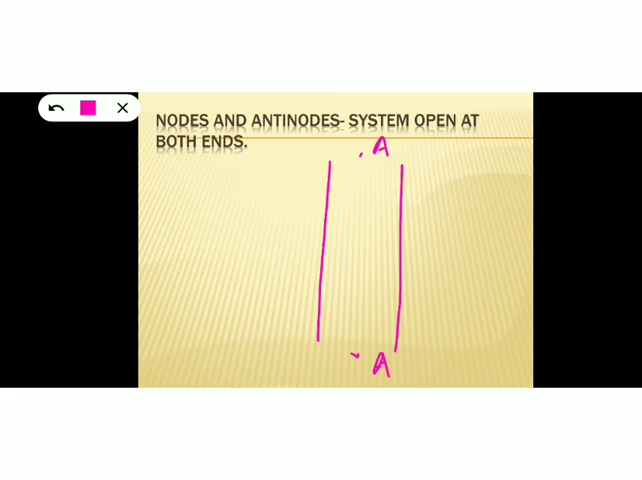 NODES AND ANTINODES- SYSTEM OPEN AT
BOTH ENDS.
A
A